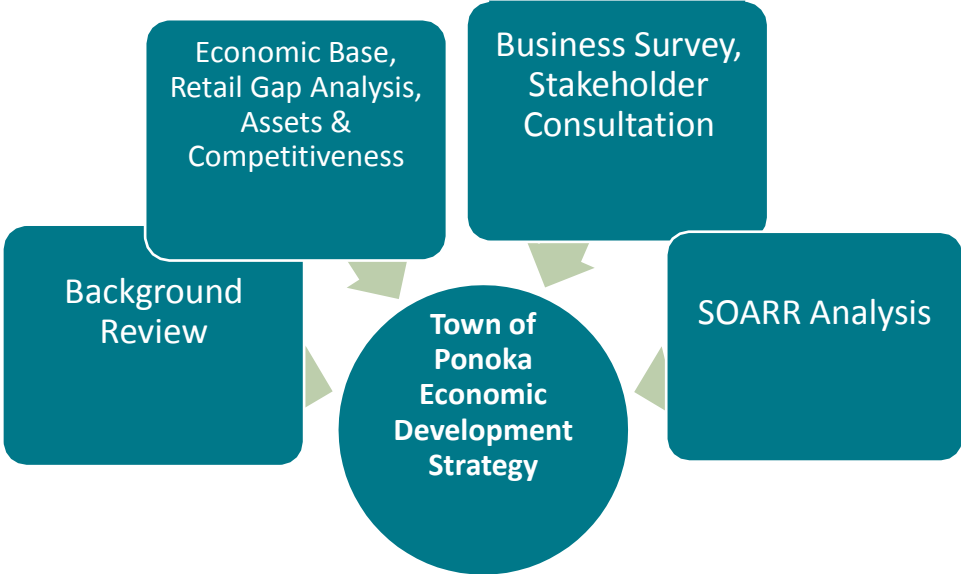 Economic Base,
Retail Gap Analysis,
Assets &
Competitiveness
Business Survey,
Stakeholder
Consultation
Background
Review
SOARR Analysis
Town of
Ponoka
Economic
Development
Strategy